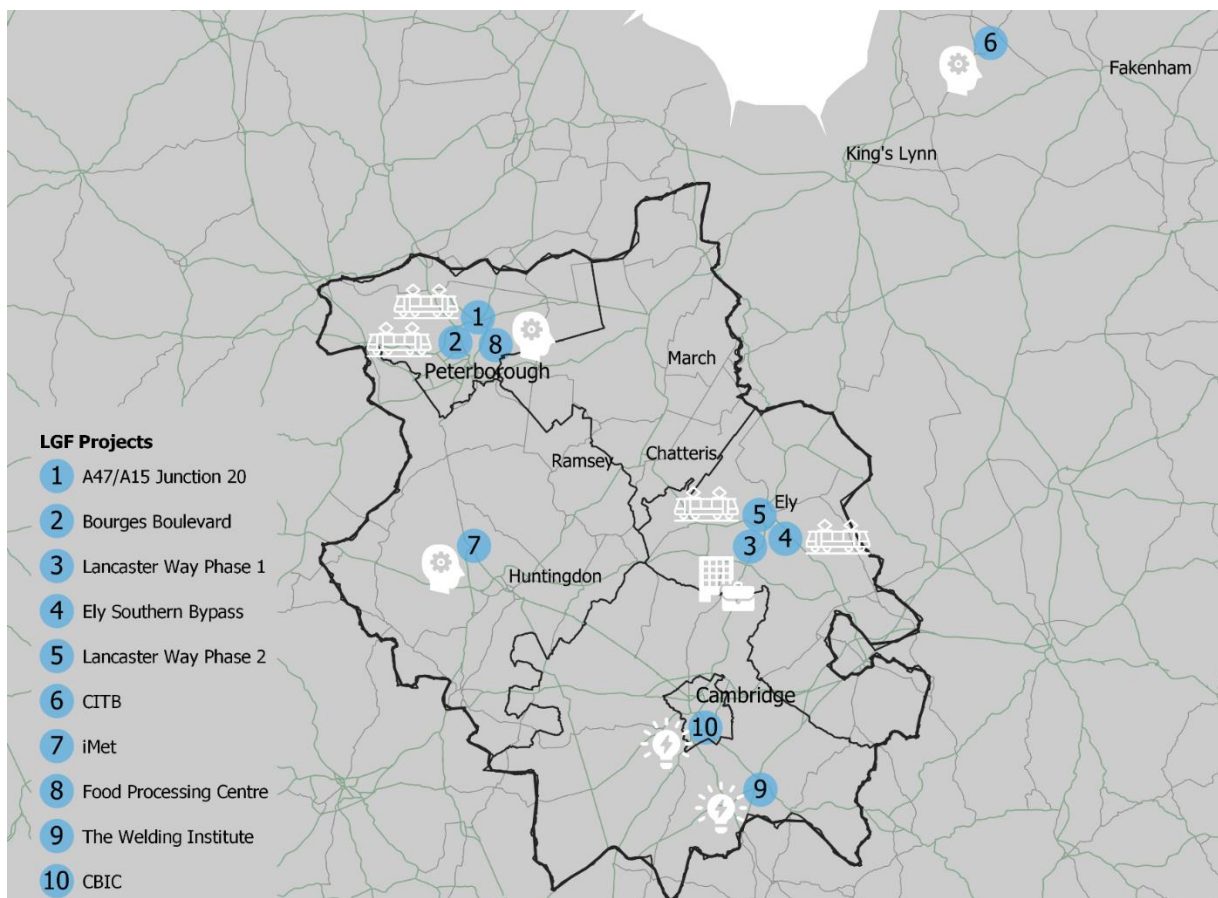 6
Fakenham
King's Lynn
1
2
8
Peterborough
March
Ramsey
Chatteris
Ely
5
4
3
7
Huntingdon
Cambridge
10
9
LGF Projects
1 A47/A15 Junction 20
2 Bourges Boulevard
3 Lancaster Way Phase 1
4 Ely Southern Bypass
5 Lancaster Way Phase 2
6 CITB
7 iMet
8 Food Processing Centre
9 The Welding Institute
10 CBIC